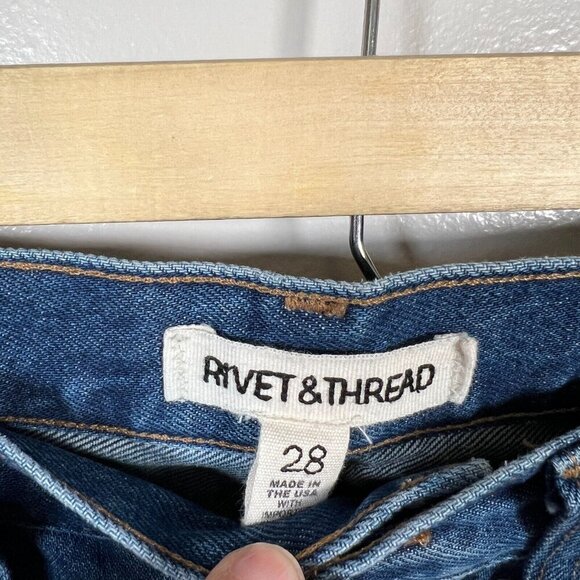 RIVET & THREAD
28
MADE IN
THE USA
WITH